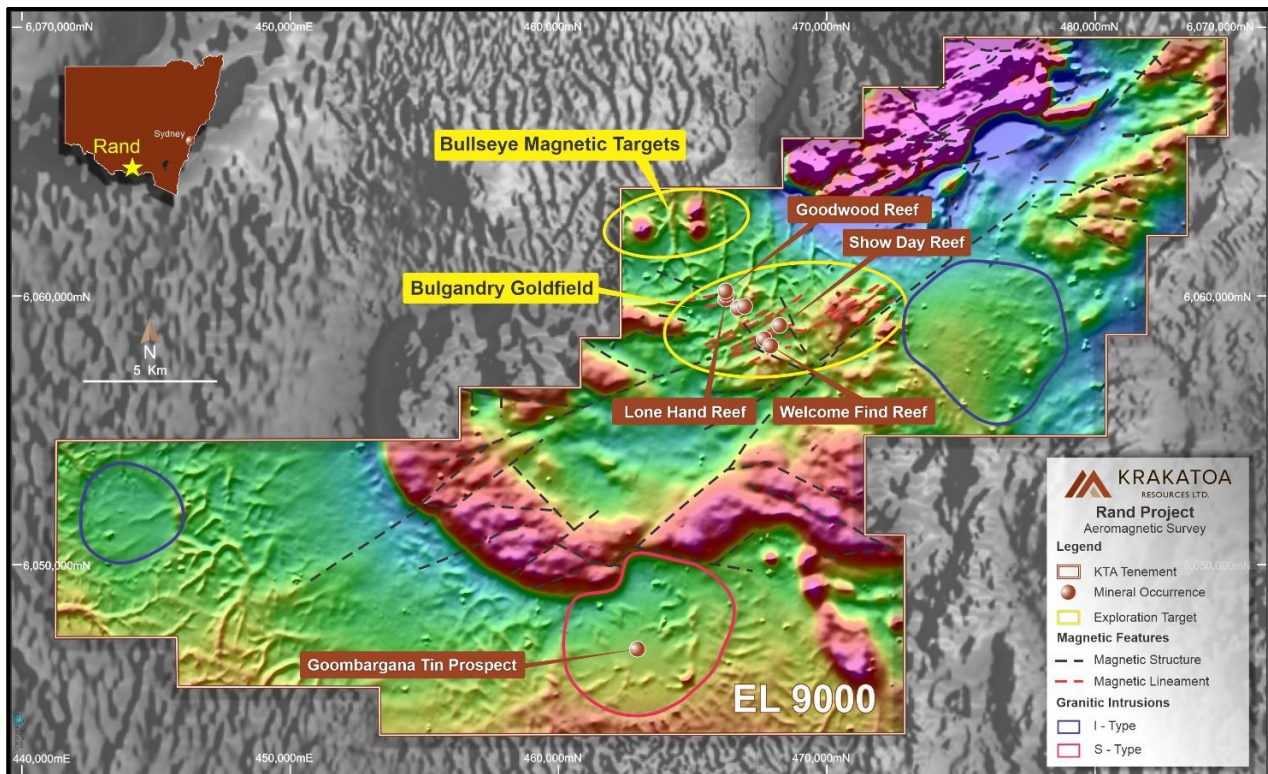 6,070,000mN
450,000mE
460,000mE
470,000mN
480,000mN
6,070,000mN
Sydney
Rand
Bullseye Magnetic Targets
Goodwood Reef
Show Day Reef
Bulgandry Goldfield
6,060,000mN
6,060,000mN
N
5 Km
Lone Hand Reef
Welcome Find Reef
KRAKATOA
RESOURCES LTD.
Rand Project
Aeromagnetic Survey
Legend
KTA Tenement
Mineral Occurrence
Exploration Target
Magnetic Features
Magnetic Structure
Magnetic Lineament
Granitic Intrusions
I - Type
S - Type
6,050,000mN
6,050,000mN
Goombargana Tin Prospect
EL 9000
440,000mE
450,000mN
460,000mN
470,000mN